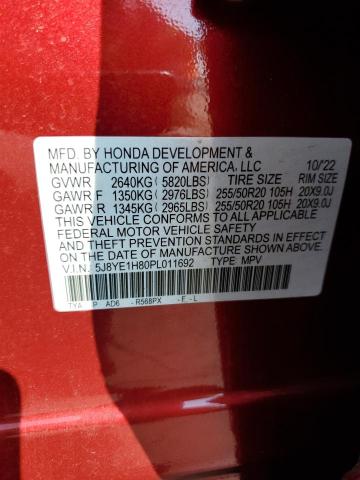 MFD. BY HONDA DEVELOPMENT &
MANUFACTURING OF AMERICA, LLC 10/'22
GVWR 2640KG ( 5820LBS) TIRE SIZE RIM SIZE
GAWR F 1350KG ( 2976LBS) 255/50R20 105H 20X9.0J
GAWR R 1345KG ( 2965LBS) 255/50R20 105H 20X9.0J
THIS VEHICLE CONFORMS TO ALL APPLICABLE
FEDERAL MOTOR VEHICLE SAFETY
AND THEFT PREVENTION STANDARDS IN EFFECT
ON THE DATE OF MANUFACTURE SHOWN ABOVE.
V.I.N.: 5J8YE1H80PL011692 TYPE: MPV
TYA P AD6 - R568PX - E - L